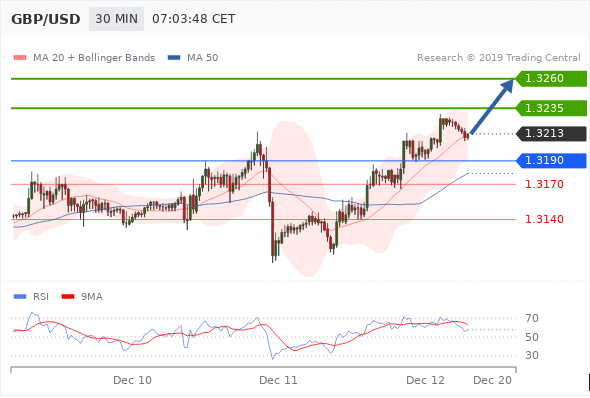 GBP/USD 30 MIN 07:03:48 CET
MA 20 + Bollinger Bands MA 50 Research © 2019 Trading Central
1.3260
1.3235
1.3213
1.3190
1.3170
1.3140
RSI 9MA
70
50
30
Dec 10 Dec 11 Dec 12 Dec 20